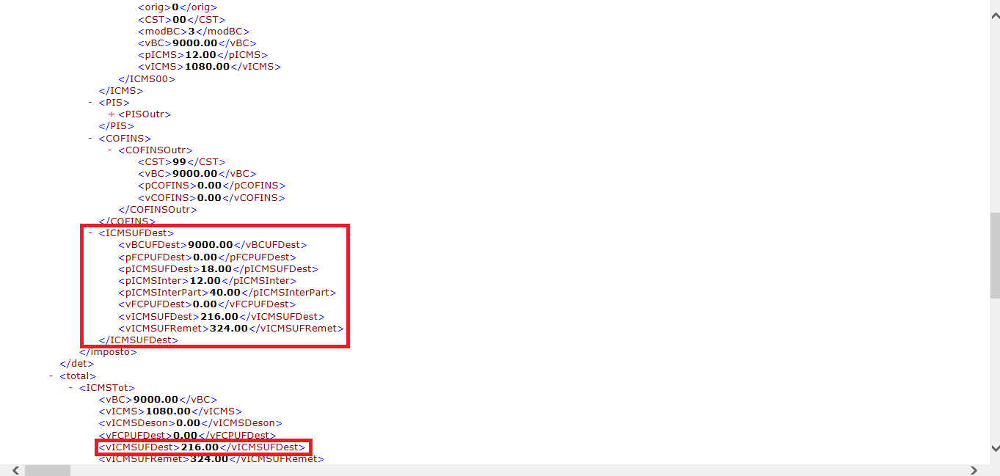 <orig>0</orig>
<CST>00</CST>
<modBC>3</modBC>
<vBC>9000.00</vBC>
<pICMS>12.00</pICMS>
<vICMS>1080.00</vICMS>
</ICMS00>
</ICMS>
- <PIS>
+ <PISOutr>
</PIS>
- <COFINS>
- <COFINSOutr>
<CST>99</CST>
<vBC>9000.00</vBC>
<pCOFINS>0.00</pCOFINS>
<vCOFINS>0.00</vCOFINS>
</COFINSOutr>
</COFINS>
- <ICMSUFDest>
<vBCUFDest>9000.00</vBCUFDest>
<pFCPUFDest>0.00</pFCPUFDest>
<pICMSUFDest>18.00</pICMSUFDest>
<pICMSInter>12.00</pICMSInter>
<pICMSInterPart>40.00</pICMSInterPart>
<vFCPUFDest>0.00</vFCPUFDest>
<vICMSUFDest>216.00</vICMSUFDest>
<vICMSUFRemet>324.00</vICMSUFRemet>
</ICMSUFDest>
</imposto>
</det>
- <total>
- <ICMSTot>
<vBC>9000.00</vBC>
<vICMS>1080.00</vICMS>
<vICMSDeson>0.00</vICMSDeson>
<vFCPUFDest>0.00</vFCPUFDest>
<vICMSUFDest>216.00</vICMSUFDest>
<vICMSUFRemet>324.00</vICMSUFRemet>